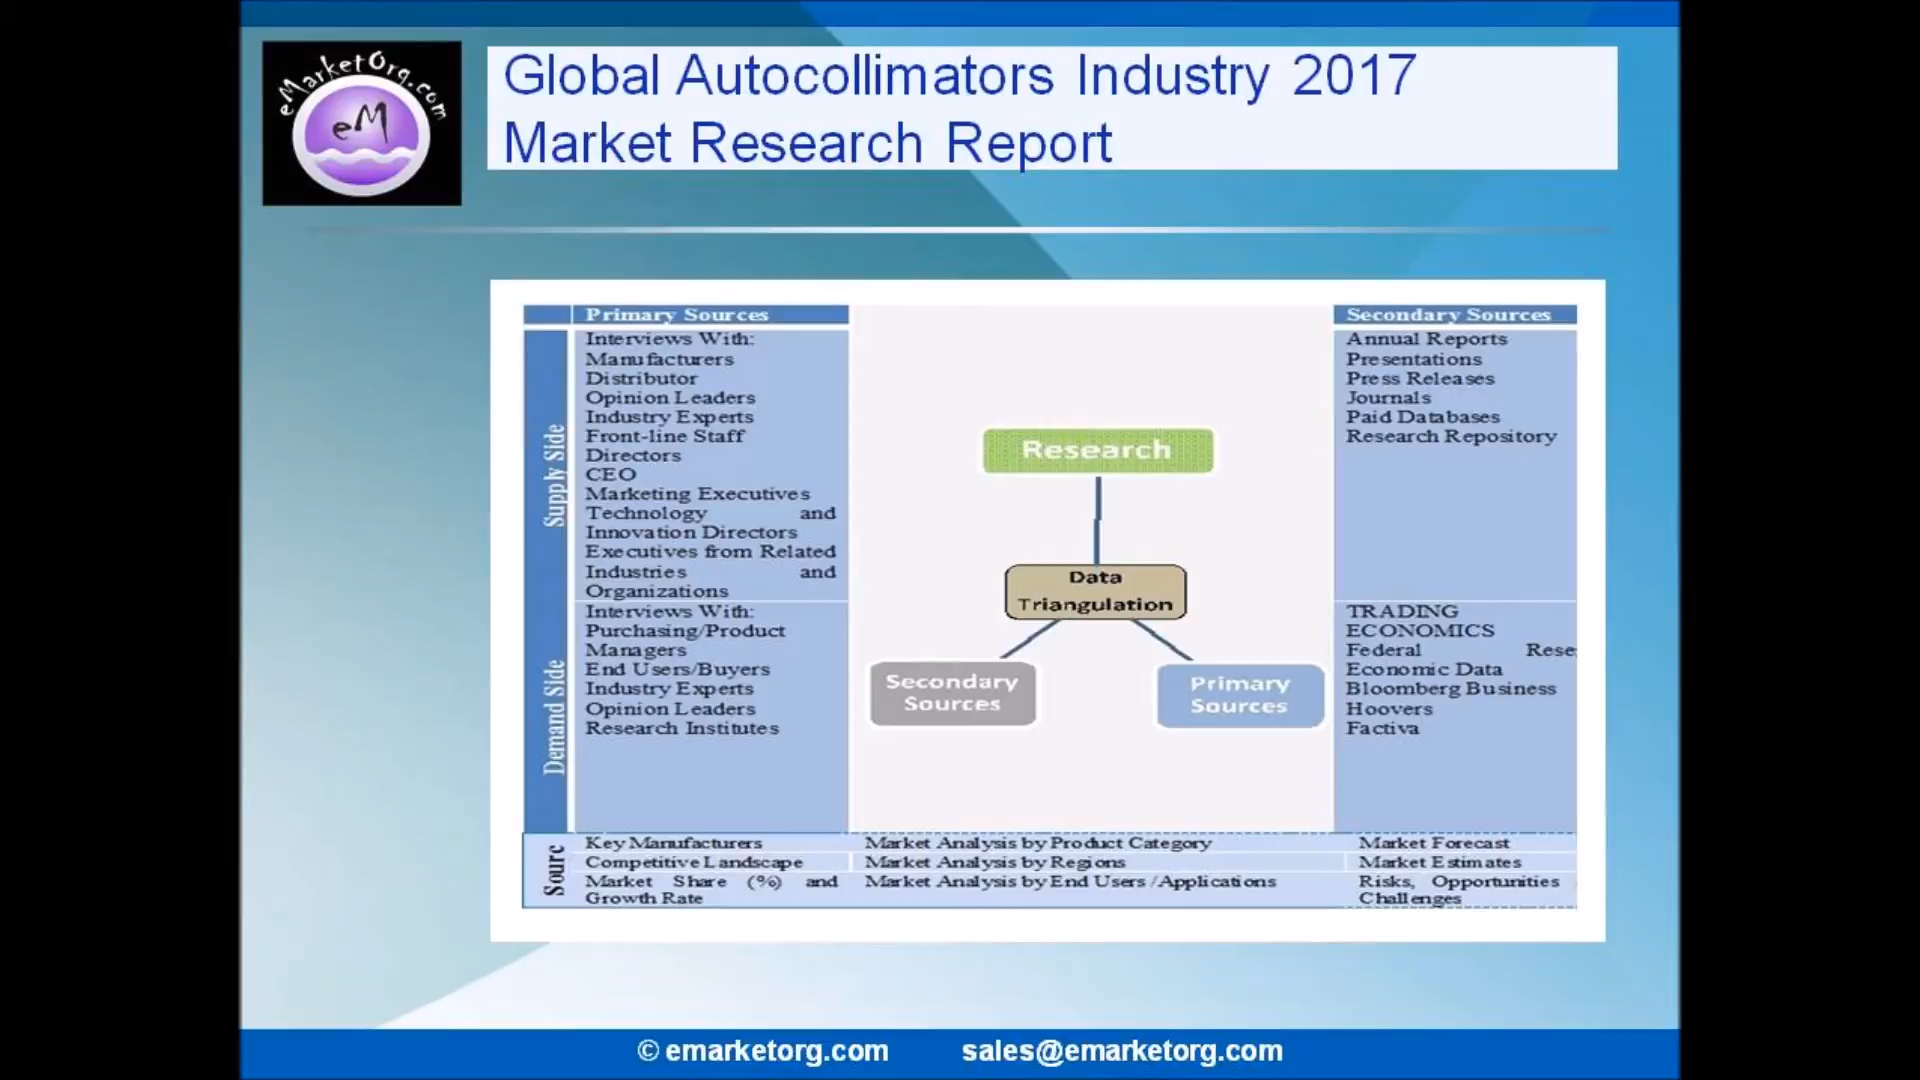 eMarketOrg.com
eM
Global Autocollimators Industry 2017
Market Research Report
Primary Sources
Secondary Sources
Supply Side
Interviews With:
Manufacturers
Distributor
Opinion Leaders
Industry Experts
Front-line Staff
Directors
CEO
Marketing Executives
Technology and
Innovation Directors
Executives from Related
Industries and
Organizations
Annual Reports
Presentations
Press Releases
Journals
Paid Databases
Research Repository
Research
Data
Triangulation
Secondary
Sources
Primary
Sources
Demand Side
Interviews With:
Purchasing/Product
Managers
End Users/Buyers
Industry Experts
Opinion Leaders
Research Institutes
TRADING
ECONOMICS
Federal Rese
Economic Data
Bloomberg Business
Hoovers
Factiva
Sourc
Key Manufacturers
Competitive Landscape
Market Share (%) and
Growth Rate
Market Analysis by Product Category
Market Analysis by Regions
Market Analysis by End Users /Applications
Market Forecast
Market Estimates
Risks, Opportunities
Challenges
© emarketorg.com sales@emarketorg.com